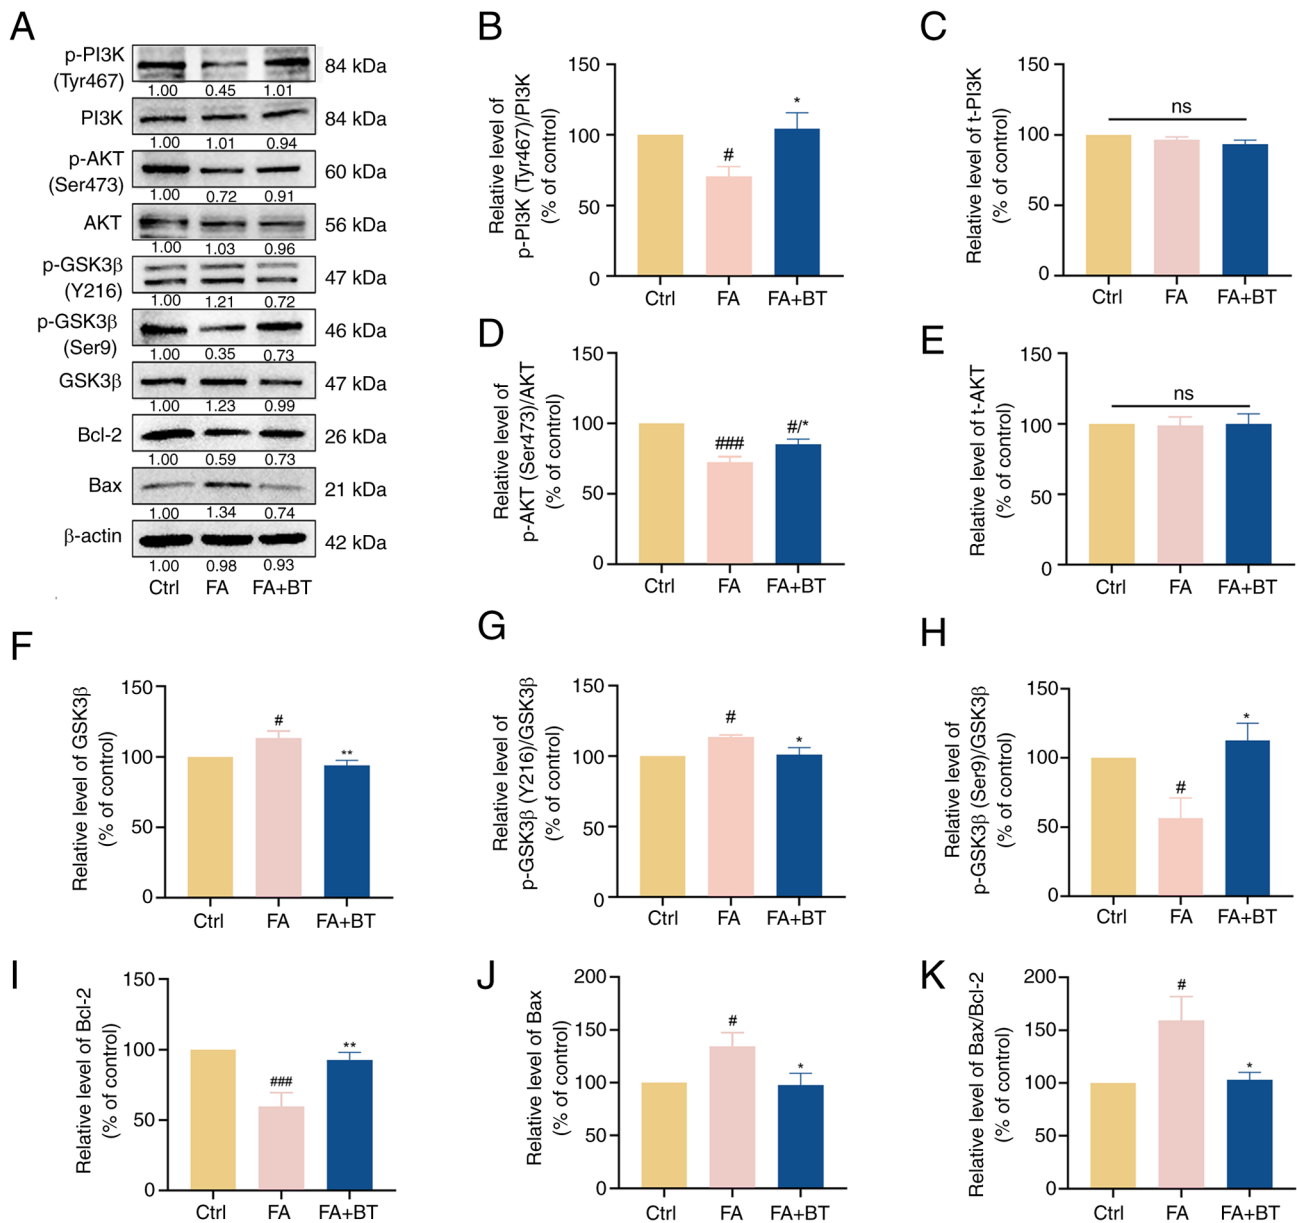 A
p-PI3K
(Tyr467)
84 kDa
1.00 0.45 1.01
PI3K
84 kDa
1.00 1.01 0.94
p-AKT
(Ser473)
60 kDa
1.00 0.72 0.91
AKT
56 kDa
1.00 1.03 0.96
p-GSK3β
(Y216)
47 kDa
1.00 1.21 0.72
p-GSK3β
(Ser9)
46 kDa
1.00 0.35 0.73
GSK3β
47 kDa
1.00 1.23 0.99
Bcl-2
26 kDa
1.00 0.59 0.73
Bax
21 kDa
1.00 1.34 0.74
β-actin
42 kDa
1.00 0.98 0.93
Ctrl FA FA+BT
B
Relative level of
p-PI3K (Tyr467)/PI3K
(% of control)
150
100
50
0
#
*
Ctrl FA FA+BT
C
Relative level of t-PI3K
(% of control)
150
100
50
0
ns
Ctrl FA FA+BT
D
Relative level of
p-AKT (Ser473)/AKT
(% of control)
150
100
50
0
###
#/*
Ctrl FA FA+BT
E
Relative level of t-AKT
(% of control)
150
100
50
0
ns
Ctrl FA FA+BT
F
Relative level of GSK3β
(% of control)
150
100
50
0
#
**
Ctrl FA FA+BT
G
Relative level of
p-GSK3β (Y216)/GSK3β
(% of control)
150
100
50
0
#
*
Ctrl FA FA+BT
H
Relative level of
p-GSK3β (Ser9)/GSK3β
(% of control)
150
100
50
0
#
*
Ctrl FA FA+BT
I
Relative level of Bcl-2
(% of control)
150
100
50
0
###
**
Ctrl FA FA+BT
J
Relative level of Bax
(% of control)
200
150
100
50
0
#
*
Ctrl FA FA+BT
K
Relative level of Bax/Bcl-2
(% of control)
200
150
100
50
0
#
*
Ctrl FA FA+BT